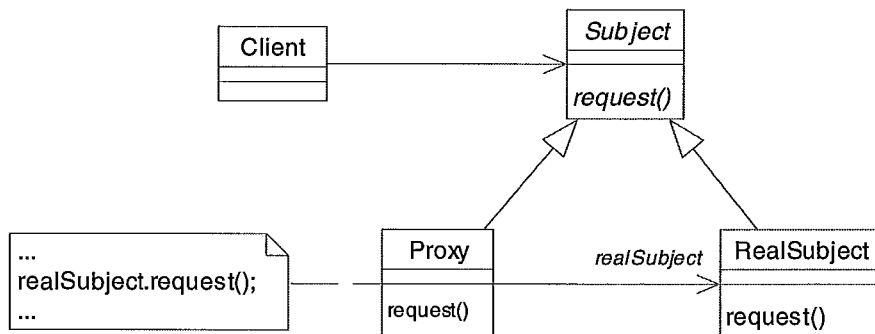 Client
Subject
request()
...
realSubject.request();
...
Proxy
request()
realSubject
RealSubject
request()